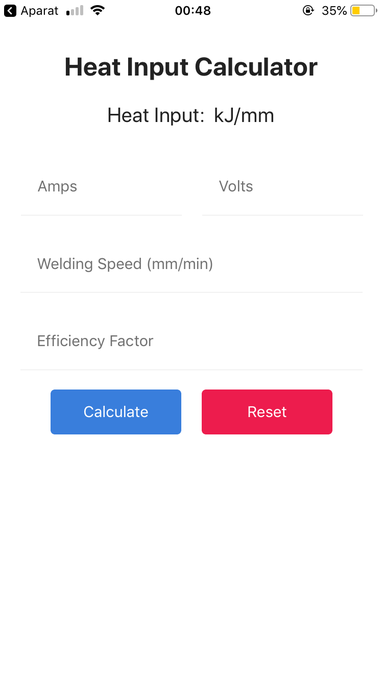 Aparat 00:48 35%
Heat Input Calculator
Heat Input: kJ/mm
Amps Volts
Welding Speed (mm/min)
Efficiency Factor
Calculate Reset